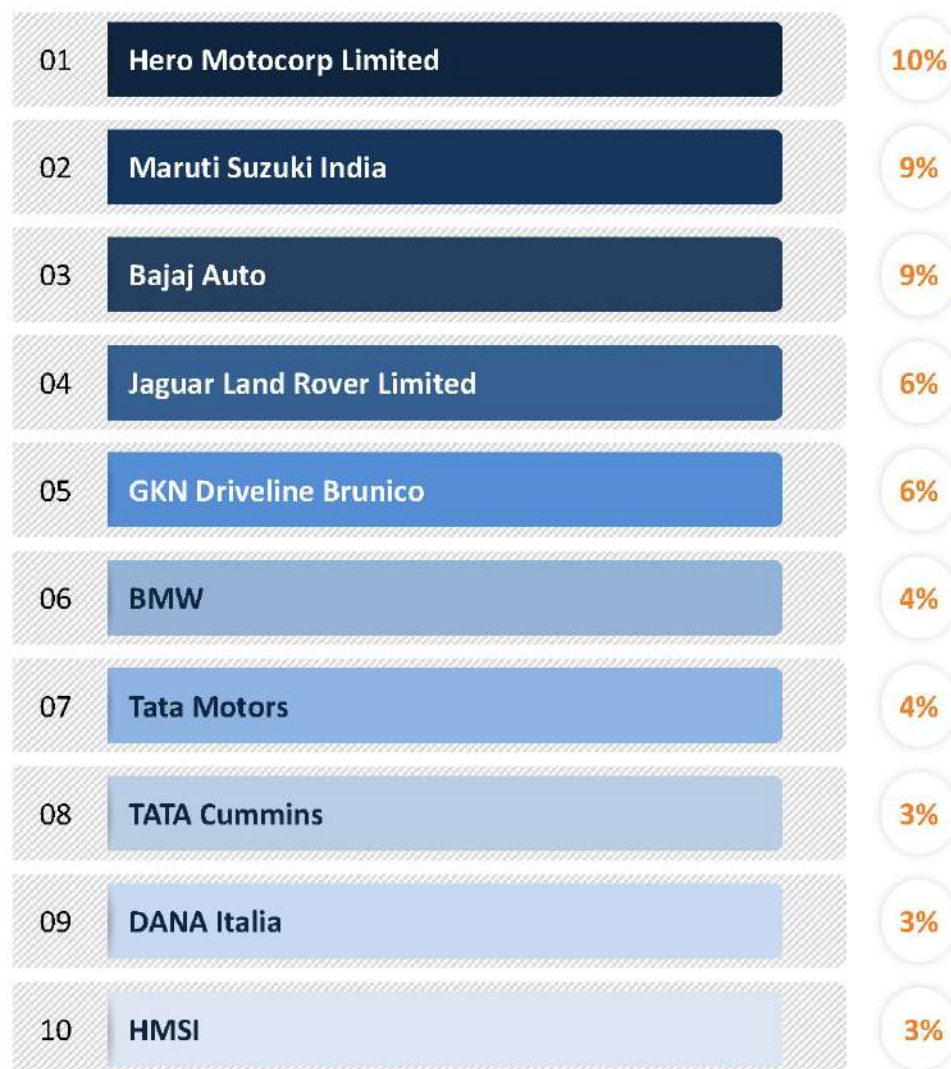 01 Hero Motocorp Limited 10%
02 Maruti Suzuki India 9%
03 Bajaj Auto 9%
04 Jaguar Land Rover Limited 6%
05 GKN Driveline Brunico 6%
06 BMW 4%
07 Tata Motors 4%
08 TATA Cummins 3%
09 DANA Italia 3%
10 HMSI 3%